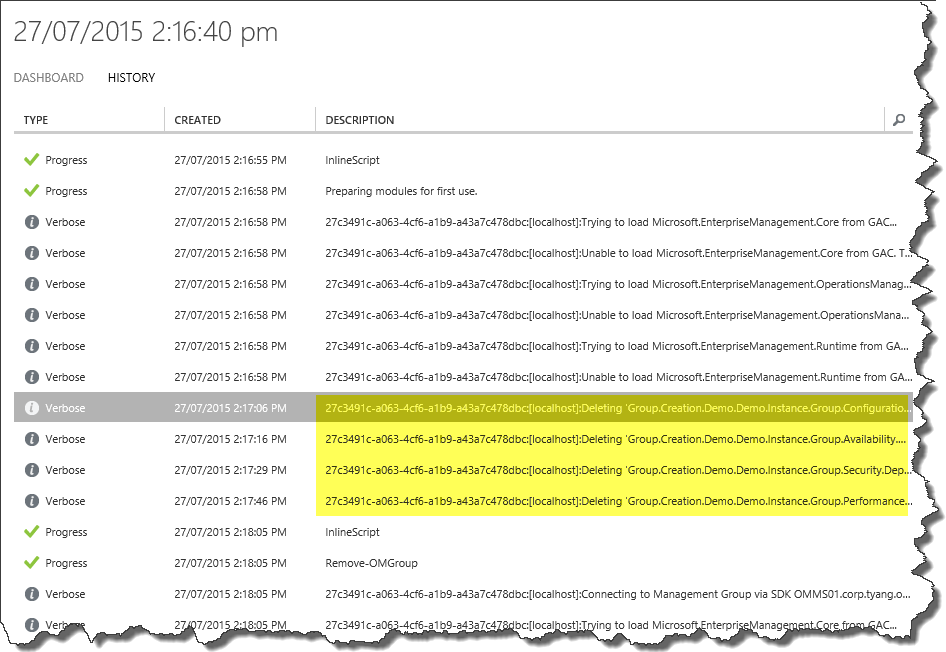 27/07/2015 2:16:40 pm
DASHBOARD HISTORY
TYPE CREATED DESCRIPTION
Progress 27/07/2015 2:16:55 PM InlineScript
Progress 27/07/2015 2:16:58 PM Preparing modules for first use.
Verbose 27/07/2015 2:16:58 PM 27c3491c-a063-4cf6-a1b9-a43a7c478dbc:[localhost]:Trying to load Microsoft.EnterpriseManagement.Core from GAC...
Verbose 27/07/2015 2:16:58 PM 27c3491c-a063-4cf6-a1b9-a43a7c478dbc:[localhost]:Unable to load Microsoft.EnterpriseManagement.Core from GAC. T...
Verbose 27/07/2015 2:16:58 PM 27c3491c-a063-4cf6-a1b9-a43a7c478dbc:[localhost]:Trying to load Microsoft.EnterpriseManagement.OperationsManag...
Verbose 27/07/2015 2:16:58 PM 27c3491c-a063-4cf6-a1b9-a43a7c478dbc:[localhost]:Unable to load Microsoft.EnterpriseManagement.OperationsMana...
Verbose 27/07/2015 2:16:58 PM 27c3491c-a063-4cf6-a1b9-a43a7c478dbc:[localhost]:Trying to load Microsoft.EnterpriseManagement.Runtime from GA...
Verbose 27/07/2015 2:16:58 PM 27c3491c-a063-4cf6-a1b9-a43a7c478dbc:[localhost]:Unable to load Microsoft.EnterpriseManagement.Runtime from GA...
Verbose 27/07/2015 2:17:06 PM 27c3491c-a063-4cf6-a1b9-a43a7c478dbc:[localhost]:Deleting 'Group.Creation.Demo.Demo.Instance.Group.Configuratio...
Verbose 27/07/2015 2:17:16 PM 27c3491c-a063-4cf6-a1b9-a43a7c478dbc:[localhost]:Deleting 'Group.Creation.Demo.Demo.Instance.Group.Availability....
Verbose 27/07/2015 2:17:29 PM 27c3491c-a063-4cf6-a1b9-a43a7c478dbc:[localhost]:Deleting 'Group.Creation.Demo.Demo.Instance.Group.Security.Dep...
Verbose 27/07/2015 2:17:46 PM 27c3491c-a063-4cf6-a1b9-a43a7c478dbc:[localhost]:Deleting 'Group.Creation.Demo.Demo.Instance.Group.Performance...
Progress 27/07/2015 2:18:05 PM InlineScript
Progress 27/07/2015 2:18:05 PM Remove-OMGroup
Verbose 27/07/2015 2:18:05 PM 27c3491c-a063-4cf6-a1b9-a43a7c478dbc:[localhost]:Connecting to Management Group via SDK OMMS01.corp.tyang.o...
Verbose 27/07/2015 2:18:05 PM 27c3491c-a063-4cf6-a1b9-a43a7c478dbc:[localhost]:Trying to load Microsoft.EnterpriseManagement.Core from GAC...